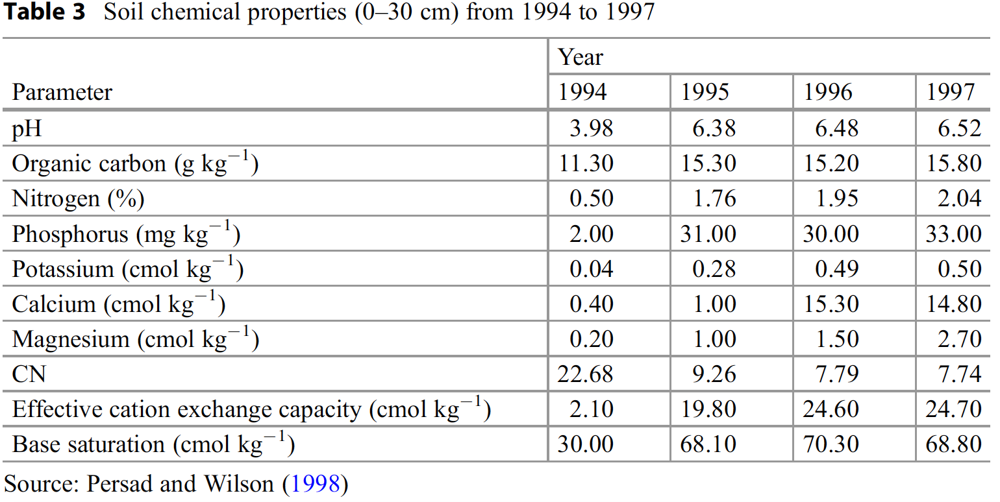 Table 3 Soil chemical properties (0–30 cm) from 1994 to 1997
Year
Parameter 1994 1995 1996 1997
pH 3.98 6.38 6.48 6.52
Organic carbon (g kg⁻¹) 11.30 15.30 15.20 15.80
Nitrogen (%) 0.50 1.76 1.95 2.04
Phosphorus (mg kg⁻¹) 2.00 31.00 30.00 33.00
Potassium (cmol kg⁻¹) 0.04 0.28 0.49 0.50
Calcium (cmol kg⁻¹) 0.40 1.00 15.30 14.80
Magnesium (cmol kg⁻¹) 0.20 1.00 1.50 2.70
CN 22.68 9.26 7.79 7.74
Effective cation exchange capacity (cmol kg⁻¹) 2.10 19.80 24.60 24.70
Base saturation (cmol kg⁻¹) 30.00 68.10 70.30 68.80
Source: Persad and Wilson (1998)